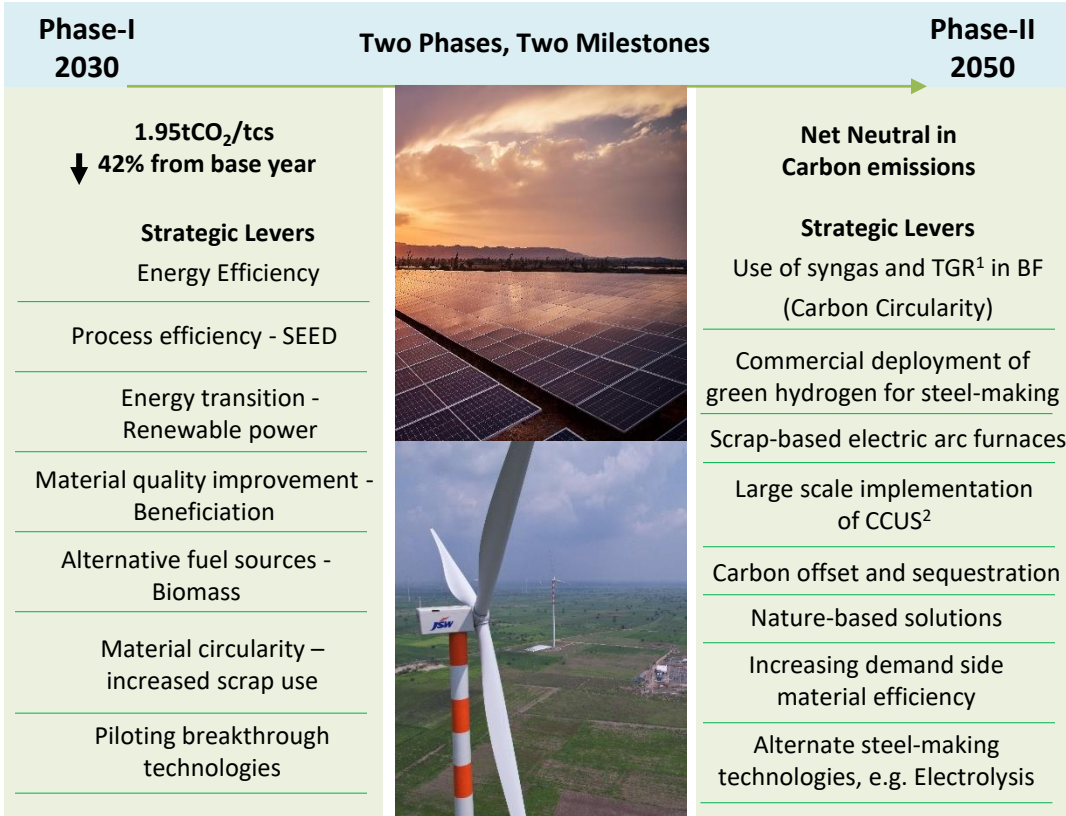 Phase-I
2030
Two Phases, Two Milestones
Phase-II
2050
1.95tCO₂/tcs
42% from base year
Strategic Levers
Energy Efficiency
Process efficiency - SEED
Energy transition -
Renewable power
Material quality improvement -
Beneficiation
Alternative fuel sources -
Biomass
Material circularity –
increased scrap use
Piloting breakthrough
technologies
JSW
Net Neutral in
Carbon emissions
Strategic Levers
Use of syngas and TGR¹ in BF
(Carbon Circularity)
Commercial deployment of
green hydrogen for steel-making
Scrap-based electric arc furnaces
Large scale implementation
of CCUS²
Carbon offset and sequestration
Nature-based solutions
Increasing demand side
material efficiency
Alternate steel-making
technologies, e.g. Electrolysis